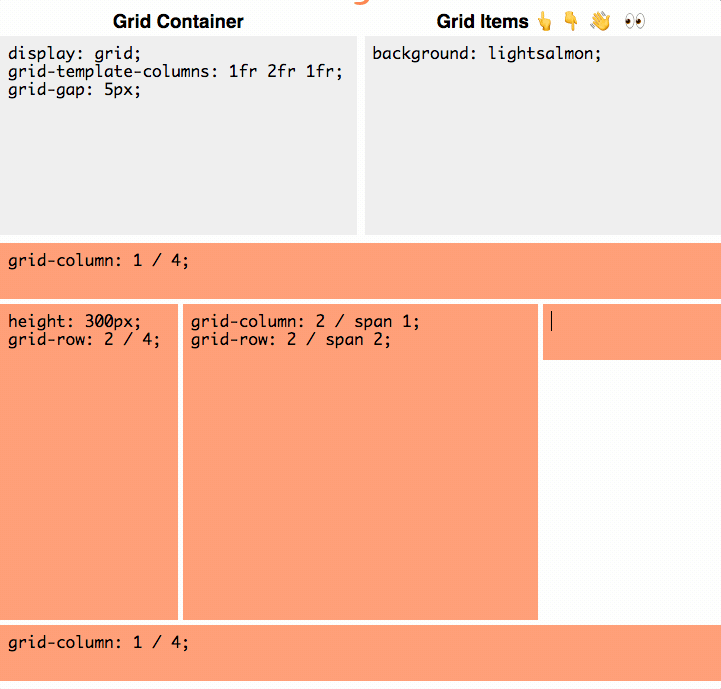 Grid Container
Grid Items 👆 👇 👋 👀
display: grid;
grid-template-columns: 1fr 2fr 1fr;
grid-gap: 5px;
background: lightsalmon;
grid-column: 1 / 4;
height: 300px;
grid-row: 2 / 4;
grid-column: 2 / span 1;
grid-row: 2 / span 2;
grid-column: 1 / 4;